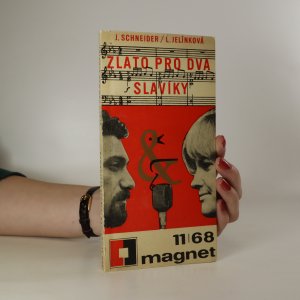 J. SCHNEIDER / L. JELÍNKOVÁ
ZLATO PRO DVA
SLAVÍKY
&
11|68
magnet